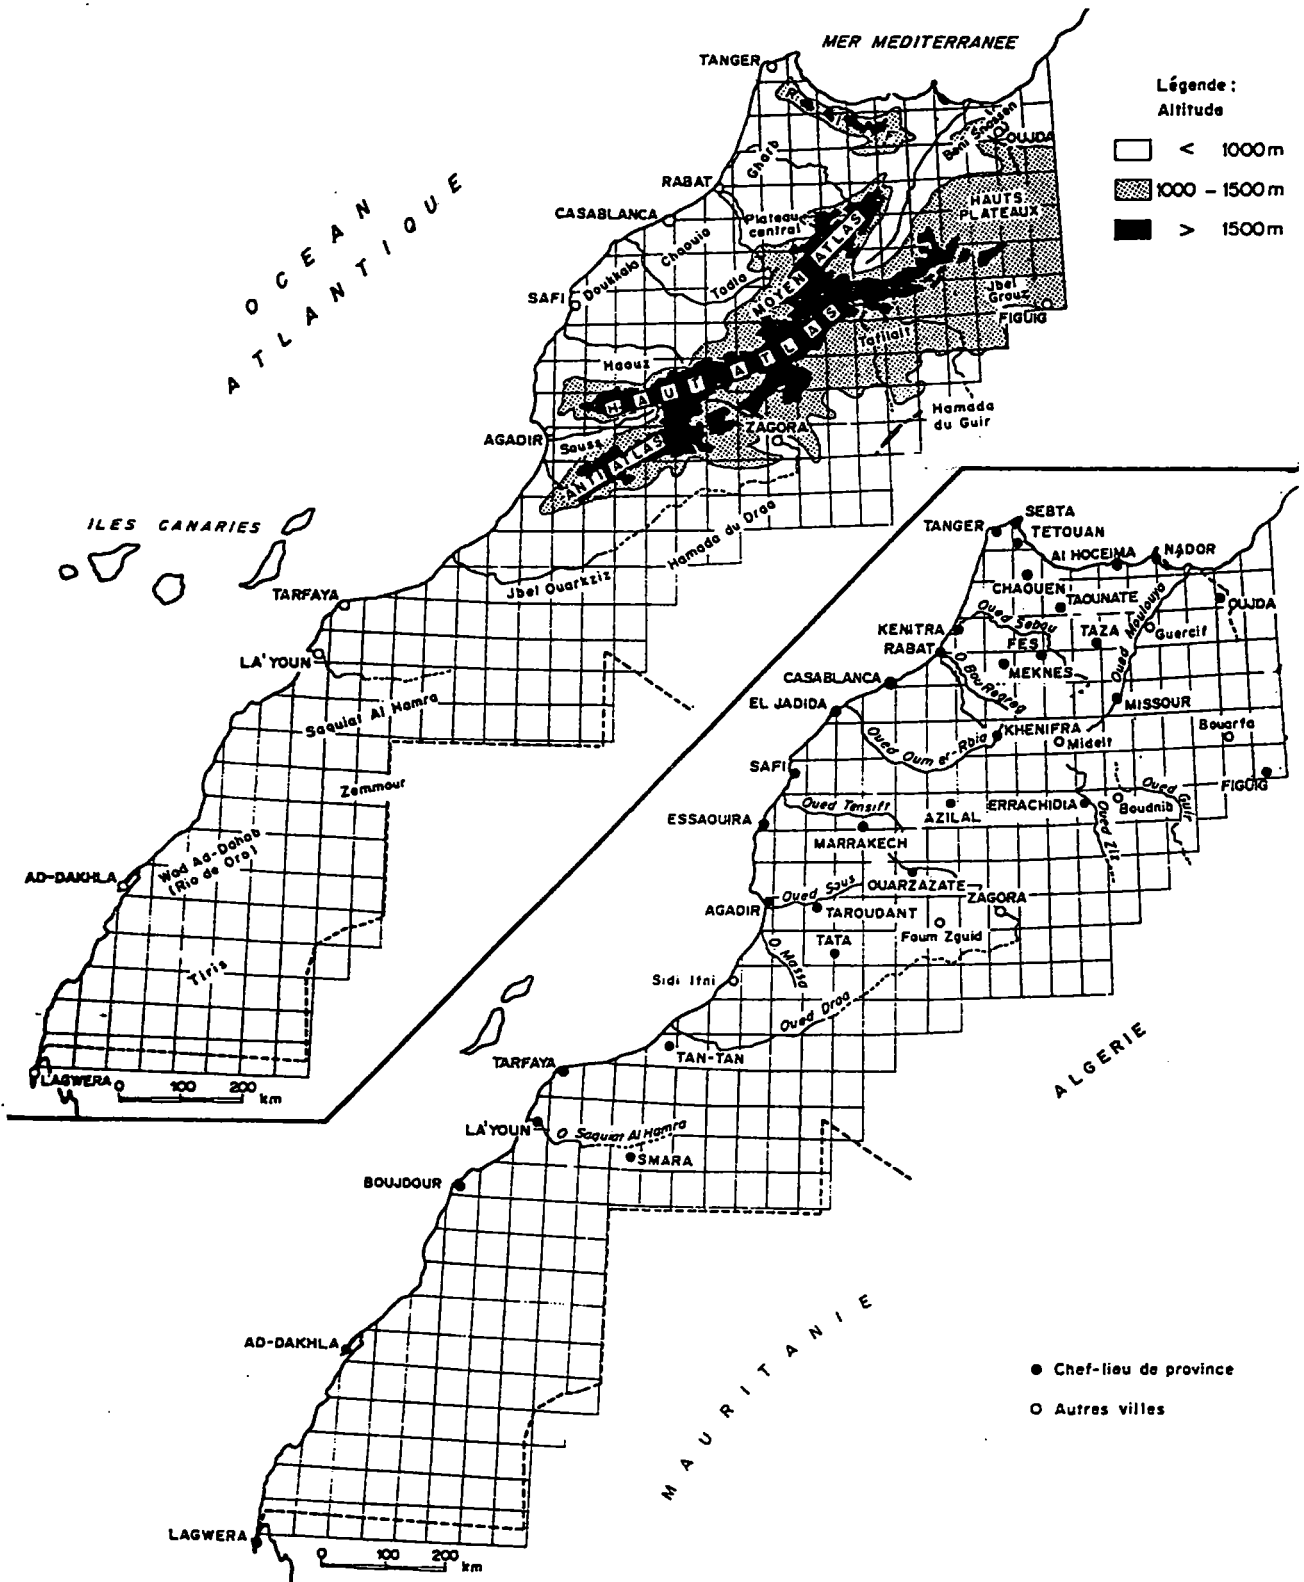 MER MEDITERRANEE
TANGER
Légende :
Altitude
< 1000 m
1000 – 1500 m
> 1500 m
Beni Snassen
OUJDA
Gharb
RABAT
OCEAN
ATLANTIQUE
HAUTS
PLATEAUX
CASABLANCA
Plateau
central
Chaouia
Doukkala
Tadla
MOYEN ATLAS
SAFI
Jbel
Grouz
FIGUIG
Tafilalt
Haouz
HAUT ATLAS
Hamada
du Guir
AGADIR
Souss
ZAGORA
ANTI ATLAS
ILES CANARIES
Hamada du Draa
Jbel Ouarkziz
TARFAYA
LA'YOUN
Saquiat Al Hamra
Zemmour
Wad Ad-Dahab
(Rio de Oro)
AD-DAKHLA
Tiris
LAGWERA
0 100 200
km
SEBTA
TANGER
TETOUAN
Al HOCEIMA
NADOR
CHAOUEN
TAOUNATE
OUJDA
Oued Sebou
Oued Moulouya
KENITRA
TAZA
Guercif
RABAT
FES
MEKNES
O. Bou Regreg
CASABLANCA
EL JADIDA
MISSOUR
KHENIFRA
Midelt
Bouarfa
Oued Oum er-Rbia
SAFI
FIGUIG
Oued Guir
Oued Tensift
ERRACHIDIA
Boudnib
AZILAL
ESSAOUIRA
MARRAKECH
Oued Ziz
OUARZAZATE
Oued Sous
ZAGORA
AGADIR
TAROUDANT
Foum Zguid
TATA
O. Massa
Sidi Ifni
Oued Draa
TAN-TAN
ALGERIE
TARFAYA
LA'YOUN
O Saquiat Al Hamra
SMARA
BOUJDOUR
MAURITANIE
AD-DAKHLA
Chef-lieu de province
Autres villes
LAGWERA
0 100 200
km